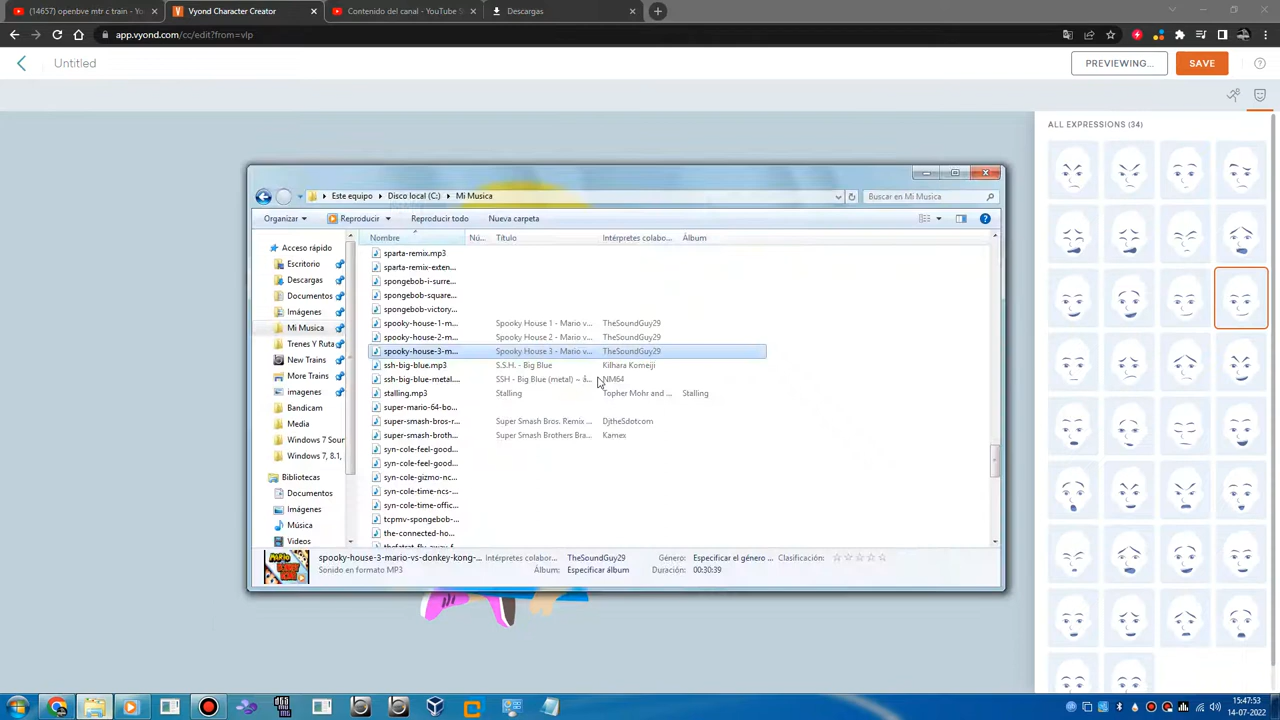 (14657) openbve mtr c train - Yo
Vyond Character Creator
Contenido del canal - YouTube S
Descargas
app.vyond.com/cc/edit?from=vlp
Untitled
PREVIEWING...
SAVE
ALL EXPRESSIONS (34)
Este equipo
Disco local (C:)
Mi Musica
Buscar en Mi Musica
Organizar
Reproducir
Reproducir todo
Nueva carpeta
Nombre
Nú...
Título
Intérpretes colabo...
Álbum
Acceso rápido
Escritorio
Descargas
Documentos
Imágenes
Mi Musica
Trenes Y Ruta
New Trains
More Trains
imagenes
Bandicam
Media
Windows 7 Soun
Windows 7, 8.1,
Bibliotecas
Documentos
Imágenes
Música
Videos
sparta-remix.mp3
sparta-remix-exten...
spongebob-i-surre...
spongebob-square...
spongebob-victory...
spooky-house-1-m... Spooky House 1 - Mario v... TheSoundGuy29
spooky-house-2-m... Spooky House 2 - Mario v... TheSoundGuy29
spooky-house-3-m... Spooky House 3 - Mario v... TheSoundGuy29
ssh-big-blue.mp3 S.S.H. - Big Blue Kilhara Komeiji
ssh-big-blue-metal.... SSH - Big Blue (metal) ~ å... NM64
stalling.mp3 Stalling Topher Mohr and ... Stalling
super-mario-64-bo...
super-smash-bros-r... Super Smash Bros. Remix ... DjtheSdotcom
super-smash-broth... Super Smash Brothers Bra... Kamex
syn-cole-feel-good...
syn-cole-feel-good...
syn-cole-gizmo-nc...
syn-cole-time-ncs-...
syn-cole-time-offic...
tcpmv-spongebob-...
the-connected-ho...
spooky-house-3-mario-vs-donkey-kong-...
Intérpretes colabor... TheSoundGuy29
Género: Especificar el género ...
Clasificación:
Sonido en formato MP3
Álbum: Especificar álbum
Duración: 00:30:39
15:47:53
14-07-2022